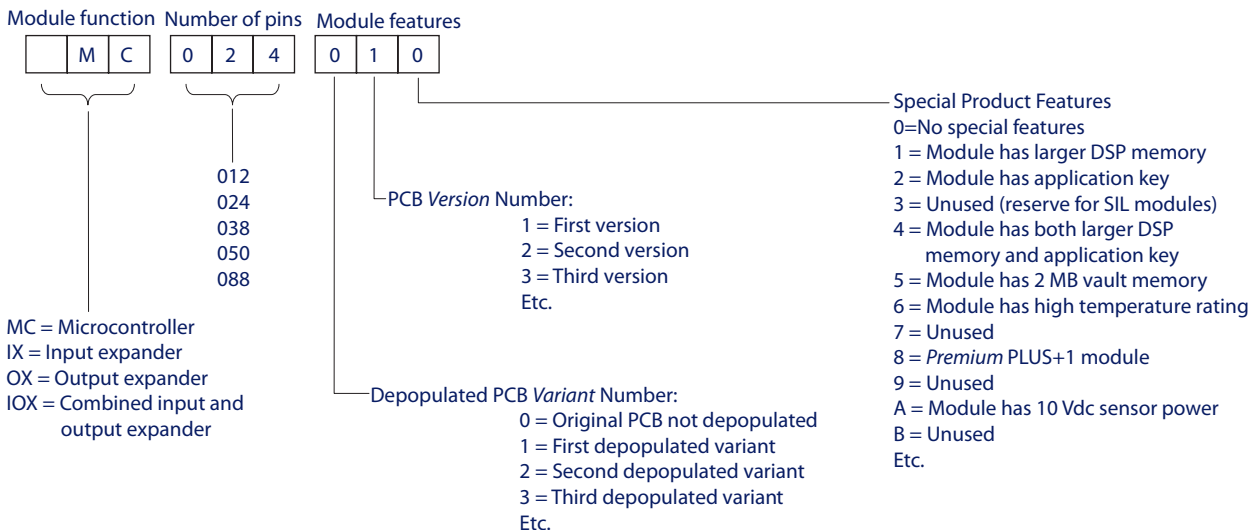 Module function Number of pins Module features
M C 0 2 4 0 1 0
Special Product Features
0=No special features
1 = Module has larger DSP memory
2 = Module has application key
3 = Unused (reserve for SIL modules)
4 = Module has both larger DSP
memory and application key
5 = Module has 2 MB vault memory
6 = Module has high temperature rating
7 = Unused
8 = Premium PLUS+1 module
9 = Unused
A = Module has 10 Vdc sensor power
B = Unused
Etc.
012
024
038
050
088
PCB Version Number:
1 = First version
2 = Second version
3 = Third version
Etc.
MC = Microcontroller
IX = Input expander
OX = Output expander
IOX = Combined input and
output expander
Depopulated PCB Variant Number:
0 = Original PCB not depopulated
1 = First depopulated variant
2 = Second depopulated variant
3 = Third depopulated variant
Etc.